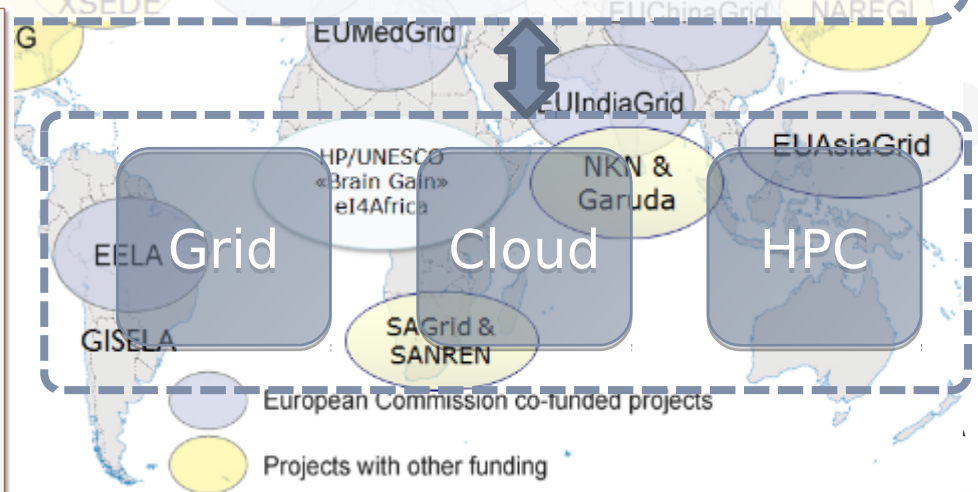 XSEDE
EUChinaGrid
NAREGI
G
EUMedGrid
EUIndiaGrid
EUAsiaGrid
HP/UNESCO
«Brain Gain»
eI4Africa
NKN &
Garuda
EELA
Grid
Cloud
HPC
GISELA
SAGrid &
SANREN
European Commission co-funded projects
Projects with other funding